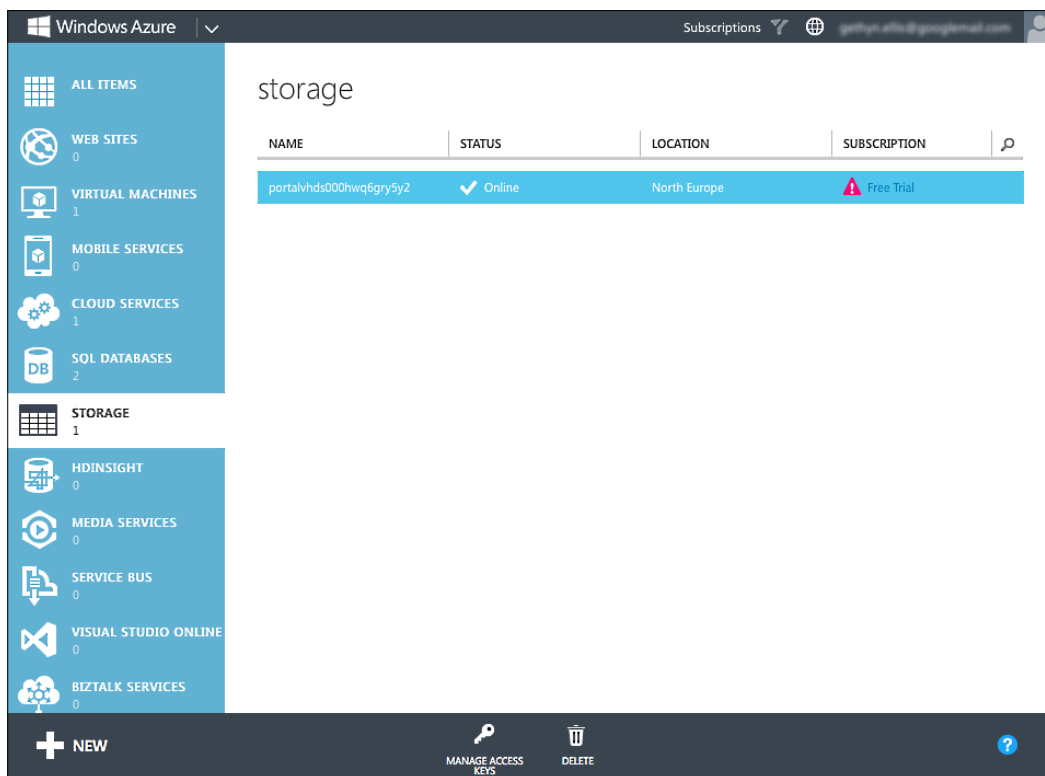 Windows Azure
Subscriptions
ALL ITEMS
WEB SITES
0
VIRTUAL MACHINES
1
MOBILE SERVICES
0
CLOUD SERVICES
1
SQL DATABASES
2
DB
STORAGE
1
HDINSIGHT
0
MEDIA SERVICES
0
SERVICE BUS
0
VISUAL STUDIO ONLINE
0
BIZTALK SERVICES
0
storage
NAME STATUS LOCATION SUBSCRIPTION
portalvhds000hwq6gry5y2 Online North Europe Free Trial
NEW
MANAGE ACCESS
KEYS
DELETE
?